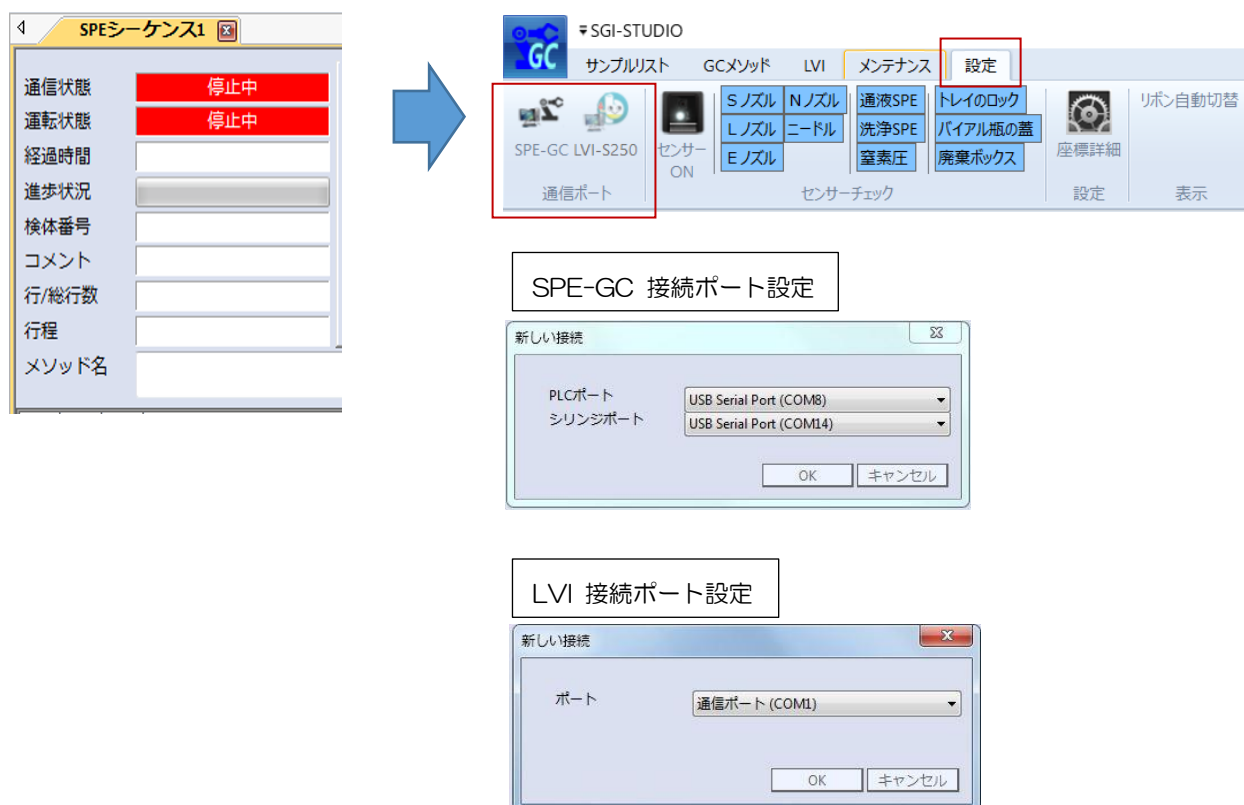 SPEシーケンス1
通信状態 停止中
運転状態 停止中
経過時間
進歩状況
検体番号
コメント
行/総行数
行程
メソッド名
GC
SGI-STUDIO
サンプルリスト GCメソッド LVI メンテナンス 設定
SPE-GC LVI-S250
通信ポート
センサー
ON
Sノズル Nノズル 通液SPE トレイのロック
Lノズル ニードル 洗浄SPE バイアル瓶の蓋
Eノズル 窒素圧 廃棄ボックス
センサーチェック
座標詳細
設定
リボン自動切替
表示
SPE-GC 接続ポート設定
新しい接続
PLCポート USB Serial Port (COM8)
シリンジポート USB Serial Port (COM14)
OK キャンセル
LVI 接続ポート設定
新しい接続
ポート 通信ポート (COM1)
OK キャンセル